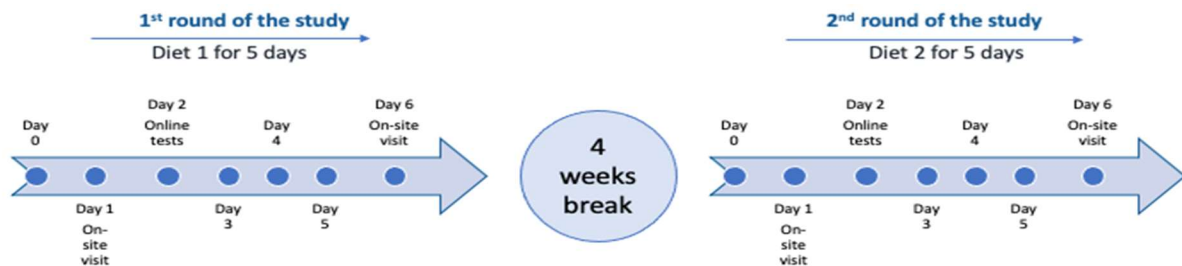 1st round of the study
Diet 1 for 5 days
Day
0
Day 1
On-
site
visit
Day 2
Online
tests
Day
3
Day
4
Day
5
Day 6
On-site
visit
4
weeks
break
2nd round of the study
Diet 2 for 5 days
Day
0
Day 1
On-
site
visit
Day 2
Online
tests
Day
3
Day
4
Day
5
Day 6
On-site
visit